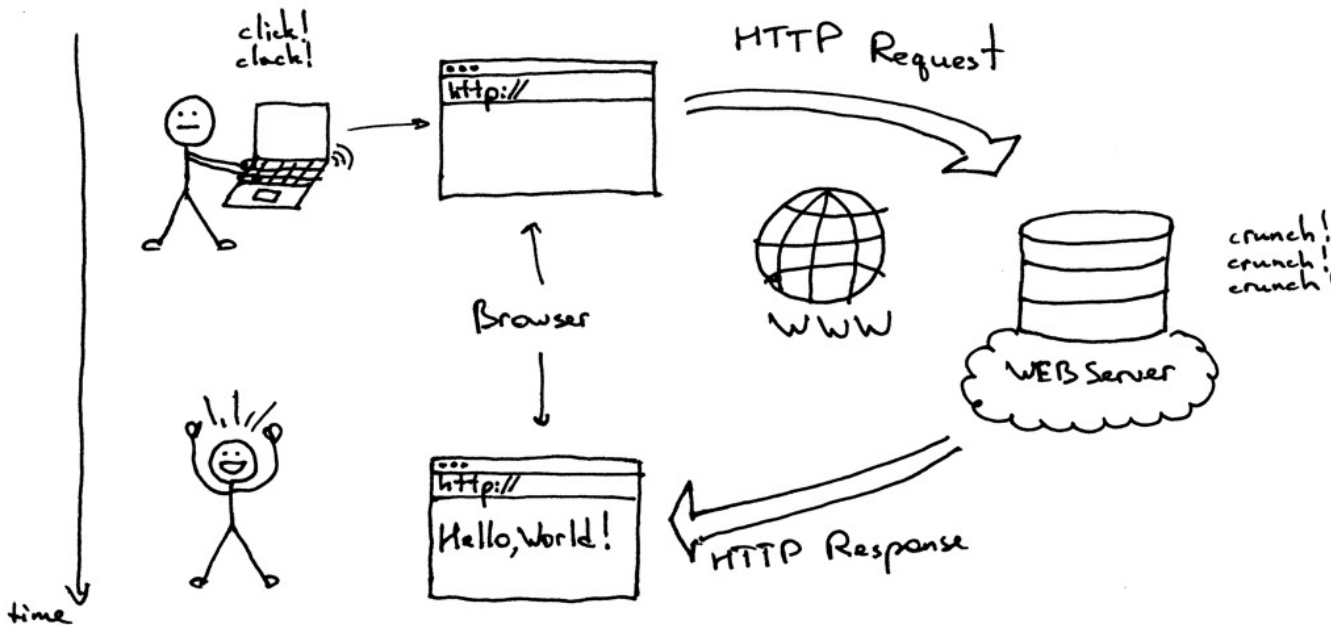 click!
clack!
HTTP Request
http://
crunch!
crunch!
crunch!
Browser
WWW
WEB Server
http://
Hello, World!
HTTP Response
time